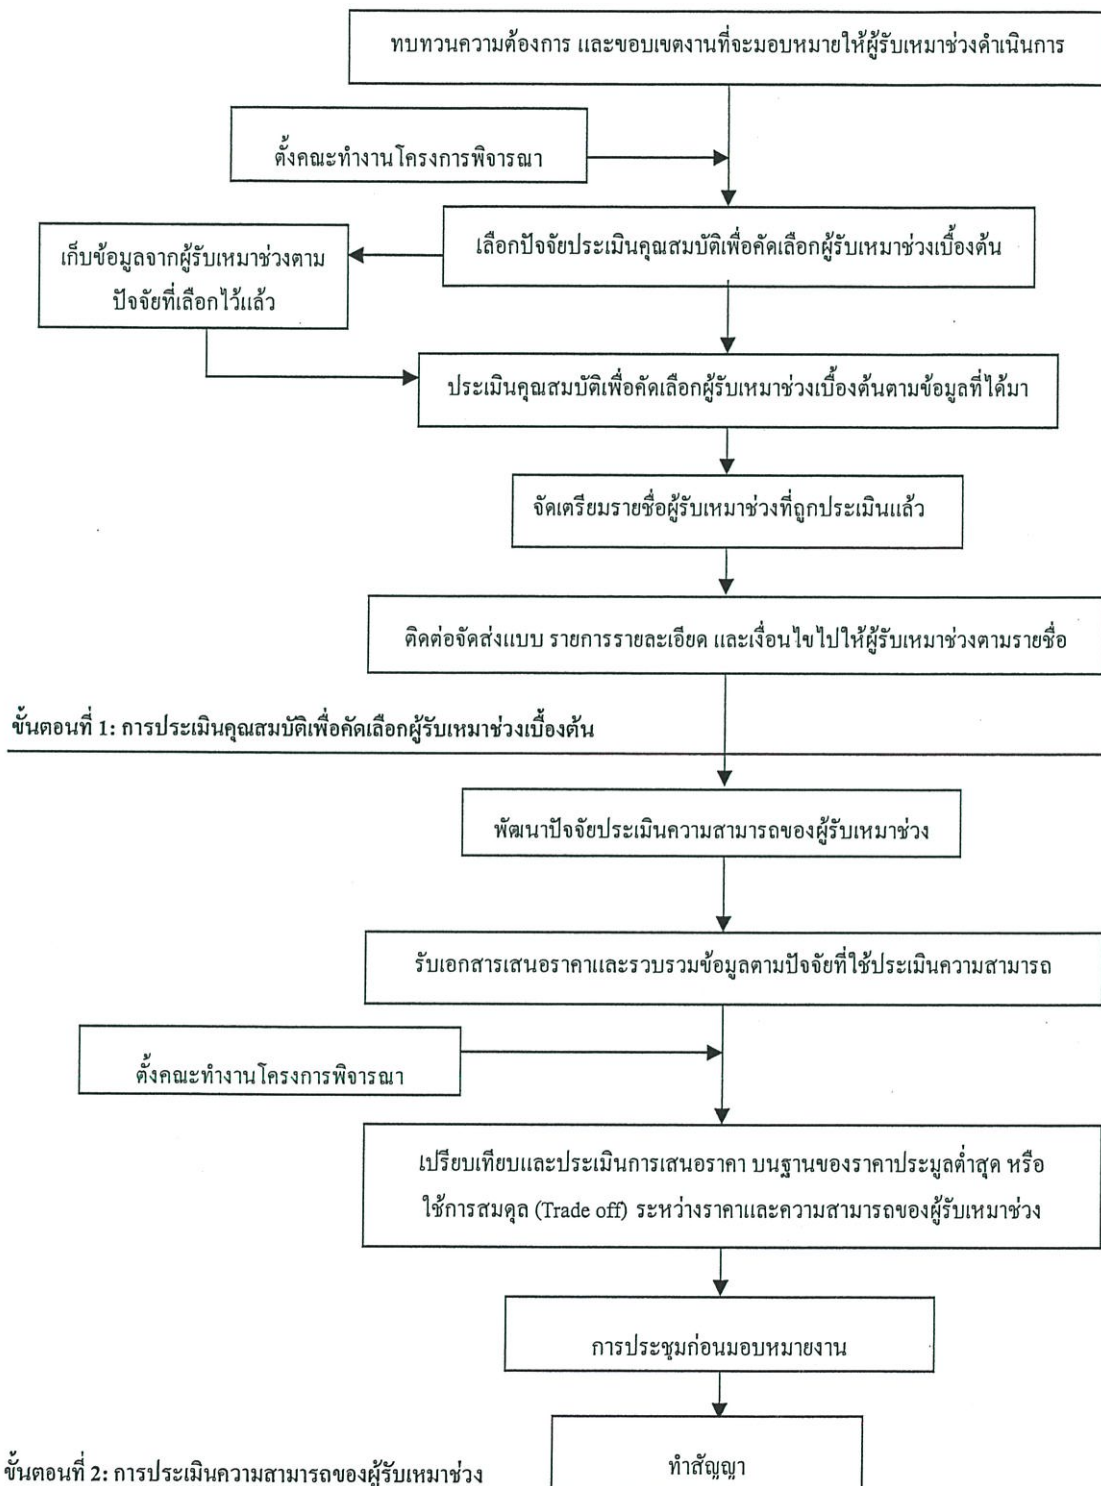 ทบทวนความต้องการ และขอบเขตงานที่จะมอบหมายให้ผู้รับเหมาช่วงดำเนินการ
ตั้งคณะทำงานโครงการพิจารณา
เลือกปัจจัยประเมินคุณสมบัติเพื่อคัดเลือกผู้รับเหมาช่วงเบื้องต้น
เก็บข้อมูลจากผู้รับเหมาช่วงตาม
ปัจจัยที่เลือกไว้แล้ว
ประเมินคุณสมบัติเพื่อคัดเลือกผู้รับเหมาช่วงเบื้องต้นตามข้อมูลที่ได้มา
จัดเตรียมรายชื่อผู้รับเหมาช่วงที่ถูกประเมินแล้ว
ติดต่อจัดส่งแบบ รายการรายละเอียด และเงื่อนไขไปให้ผู้รับเหมาช่วงตามรายชื่อ
ขั้นตอนที่ 1: การประเมินคุณสมบัติเพื่อคัดเลือกผู้รับเหมาช่วงเบื้องต้น
พัฒนาปัจจัยประเมินความสามารถของผู้รับเหมาช่วง
รับเอกสารเสนอราคาและรวบรวมข้อมูลตามปัจจัยที่ใช้ประเมินความสามารถ
ตั้งคณะทำงานโครงการพิจารณา
เปรียบเทียบและประเมินการเสนอราคา บนฐานของราคาประมูลต่ำสุด หรือ
ใช้การสมดุล (Trade off) ระหว่างราคาและความสามารถของผู้รับเหมาช่วง
การประชุมก่อนมอบหมายงาน
ทำสัญญา
ขั้นตอนที่ 2: การประเมินความสามารถของผู้รับเหมาช่วง